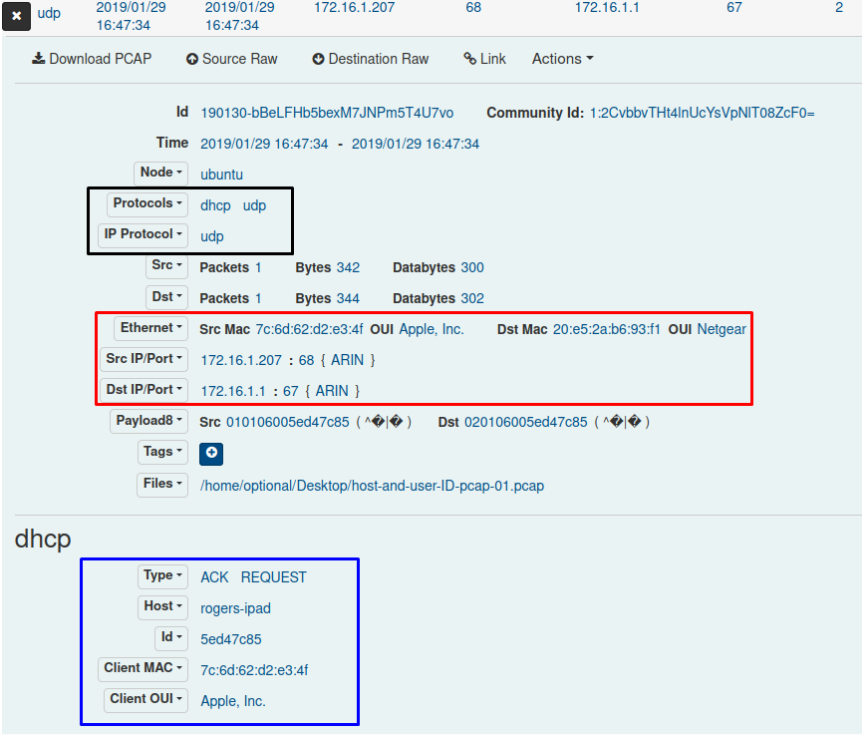 udp 2019/01/29 16:47:34 2019/01/29 16:47:34 172.16.1.207 68 172.16.1.1 67 2
Download PCAP Source Raw Destination Raw Link Actions
Id 190130-bBeLFHb5bexM7JNPm5T4U7vo Community Id: 1:2CvbbvTHt4lnUcYsVpNlT08ZcF0=
Time 2019/01/29 16:47:34 - 2019/01/29 16:47:34
Node ubuntu
Protocols dhcp udp
IP Protocol udp
Src Packets 1 Bytes 342 Databytes 300
Dst Packets 1 Bytes 344 Databytes 302
Ethernet Src Mac 7c:6d:62:d2:e3:4f OUI Apple, Inc. Dst Mac 20:e5:2a:b6:93:f1 OUI Netgear
Src IP/Port 172.16.1.207 : 68 { ARIN }
Dst IP/Port 172.16.1.1 : 67 { ARIN }
Payload8 Src 010106005ed47c85 ( ^�|� ) Dst 020106005ed47c85 ( ^�|� )
Tags
Files /home/optional/Desktop/host-and-user-ID-pcap-01.pcap
dhcp
Type ACK REQUEST
Host rogers-ipad
Id 5ed47c85
Client MAC 7c:6d:62:d2:e3:4f
Client OUI Apple, Inc.